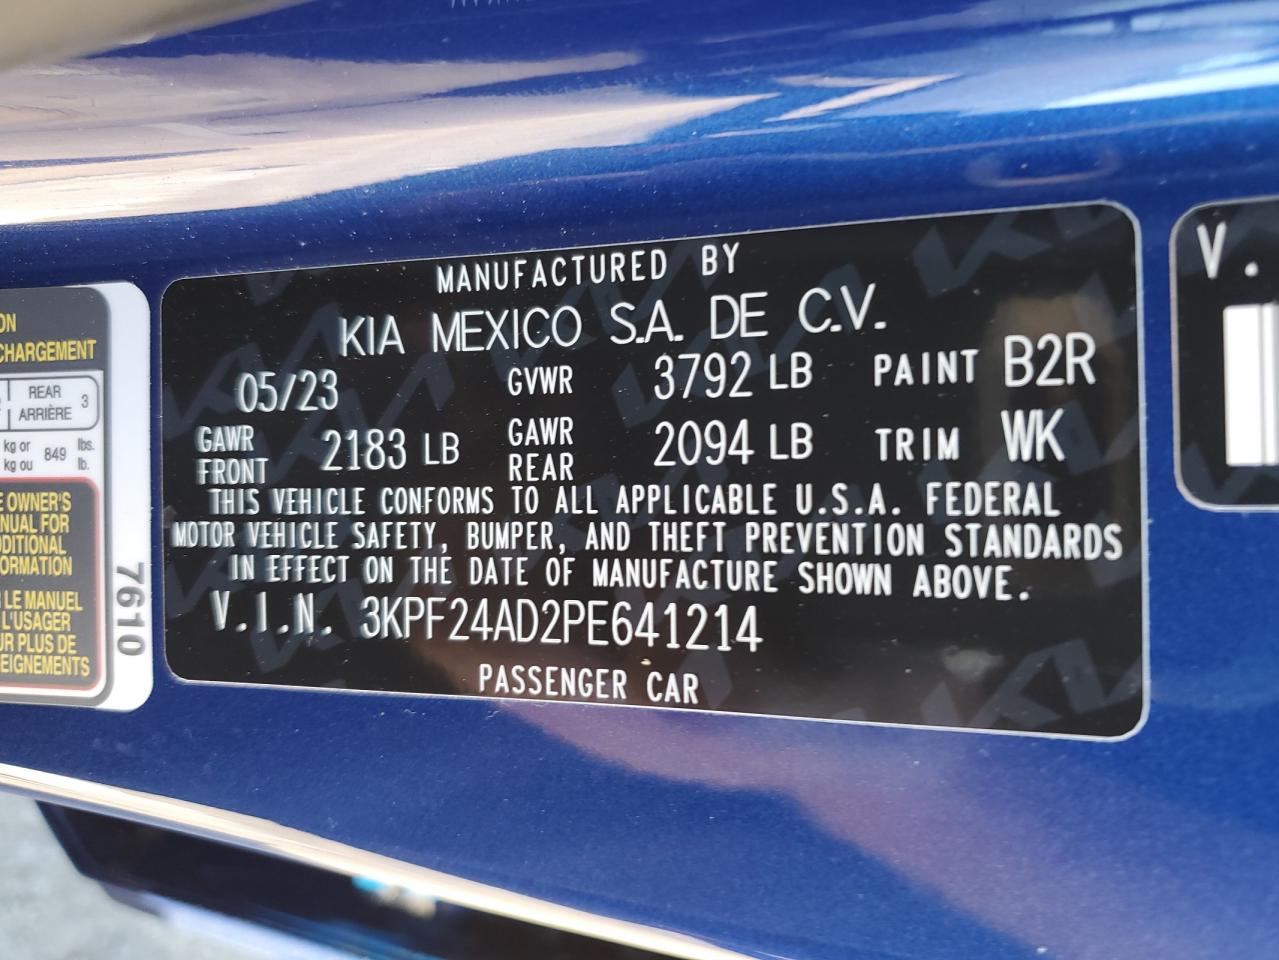 MANUFACTURED BY
KIA MEXICO S.A. DE C.V.
05/23 GVWR 3792 LB PAINT B2R
GAWR FRONT 2183 LB GAWR REAR 2094 LB TRIM WK
THIS VEHICLE CONFORMS TO ALL APPLICABLE U.S.A. FEDERAL
MOTOR VEHICLE SAFETY, BUMPER, AND THEFT PREVENTION STANDARDS
IN EFFECT ON THE DATE OF MANUFACTURE SHOWN ABOVE.
V.I.N. 3KPF24AD2PE641214
PASSENGER CAR
ON
CHARGEMENT
REAR
ARRIÈRE 3
kg or 849 lbs.
kg ou lb.
E OWNER'S
NUAL FOR
DDITIONAL
ORMATION
LE MANUEL
L'USAGER
UR PLUS DE
EIGNEMENTS
7610
V.